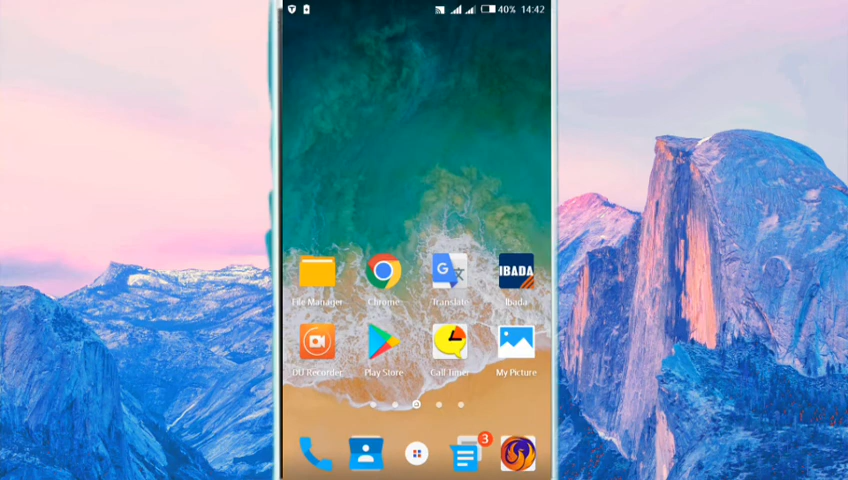 40% 14:42
IBADA
File Manager Chrome Translate Ibada
DU Recorder Play Store Call Timer My Picture
3